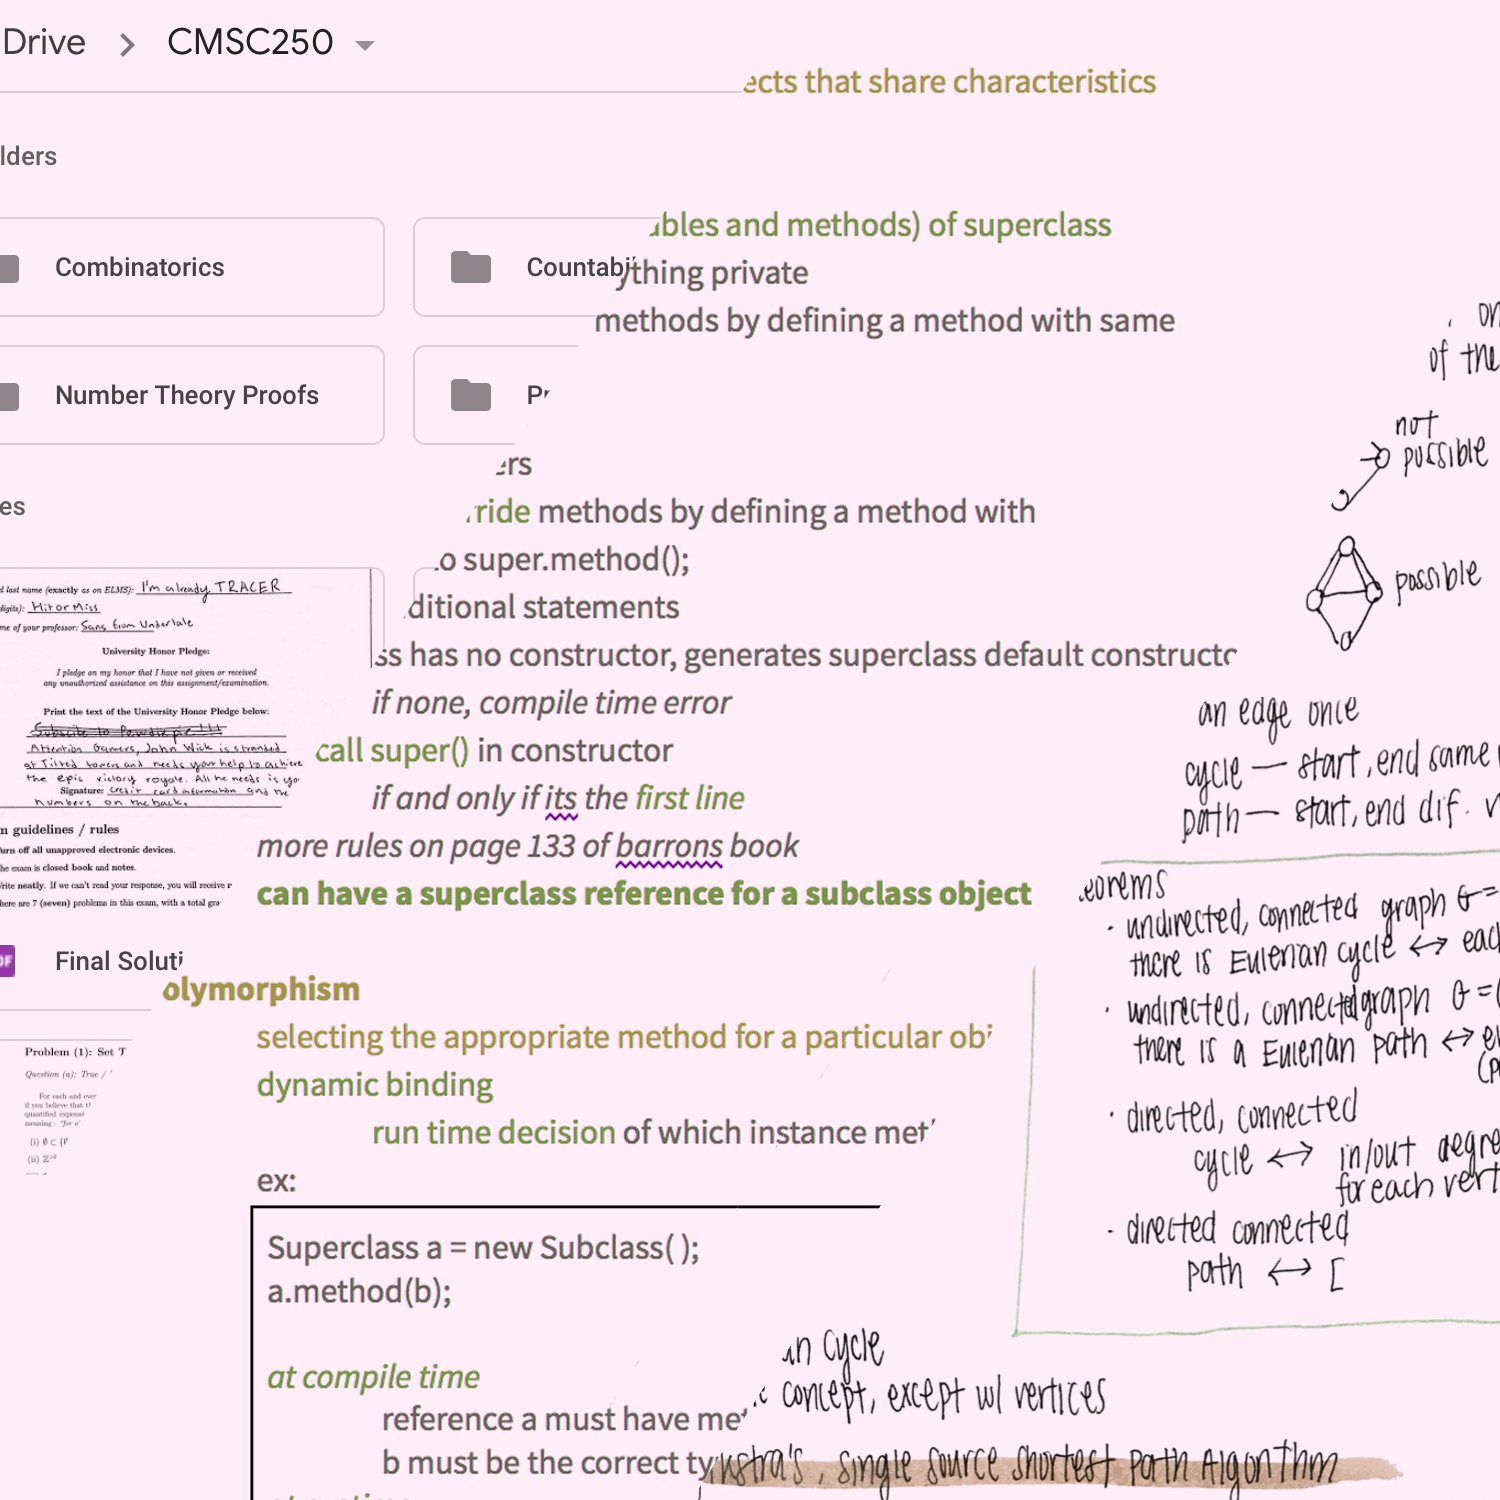 Drive > CMSC250
ects that share characteristics
lders
Combinatorics
Countabi
bles and methods) of superclass
ything private
methods by defining a method with same
Number Theory Proofs
Pr
ers
ride methods by defining a method with
o super.method();
ditional statements
ss has no constructor, generates superclass default constructo
if none, compile time error
call super() in constructor
if and only if its the first line
more rules on page 133 of barrons book
can have a superclass reference for a subclass object
es
d last name (exactly as on ELMS): I'm already TRACER
digits): Hit or Miss
me of your professor: Sans from Undertale
University Honor Pledge:
I pledge on my honor that I have not given or received
any unauthorized assistance on this assignment/examination.
Print the text of the University Honor Pledge below:
Subscribe to Pewdiepie!!!
Attention Gamers, John Wick is stranded
at Tilted towers and needs your help to achieve
the epic victory royale. All he needs is yo
Signature: credit card information and the
numbers on the back.
n guidelines / rules
urn off all unapproved electronic devices.
he exam is closed book and notes.
rite neatly. If we can't read your response, you will receive
here are 7 (seven) problems in this exam, with a total gra
DF Final Soluti
olymorphism
selecting the appropriate method for a particular obj
dynamic binding
run time decision of which instance met
ex:
Superclass a = new Subclass( );
a.method(b);
at compile time
reference a must have me
b must be the correct ty
Problem (1): Set T
Question (a): True /
For each and ever
if you believe that
quantified express
meaning: "for
on
of the
not
possible
possible
an edge once
cycle — start, end same
path — start, end dif. v
eorems
· undirected, connected graph G =
there is Eulerian cycle ↔ each
· undirected, connected graph G = (
there is a Eulerian path ↔ e
· directed, connected
cycle ↔ in/out degre
for each vert
- directed connected
path ↔ [
an Cycle
concept, except w/ vertices
kstra's, single source shortest path algorithm